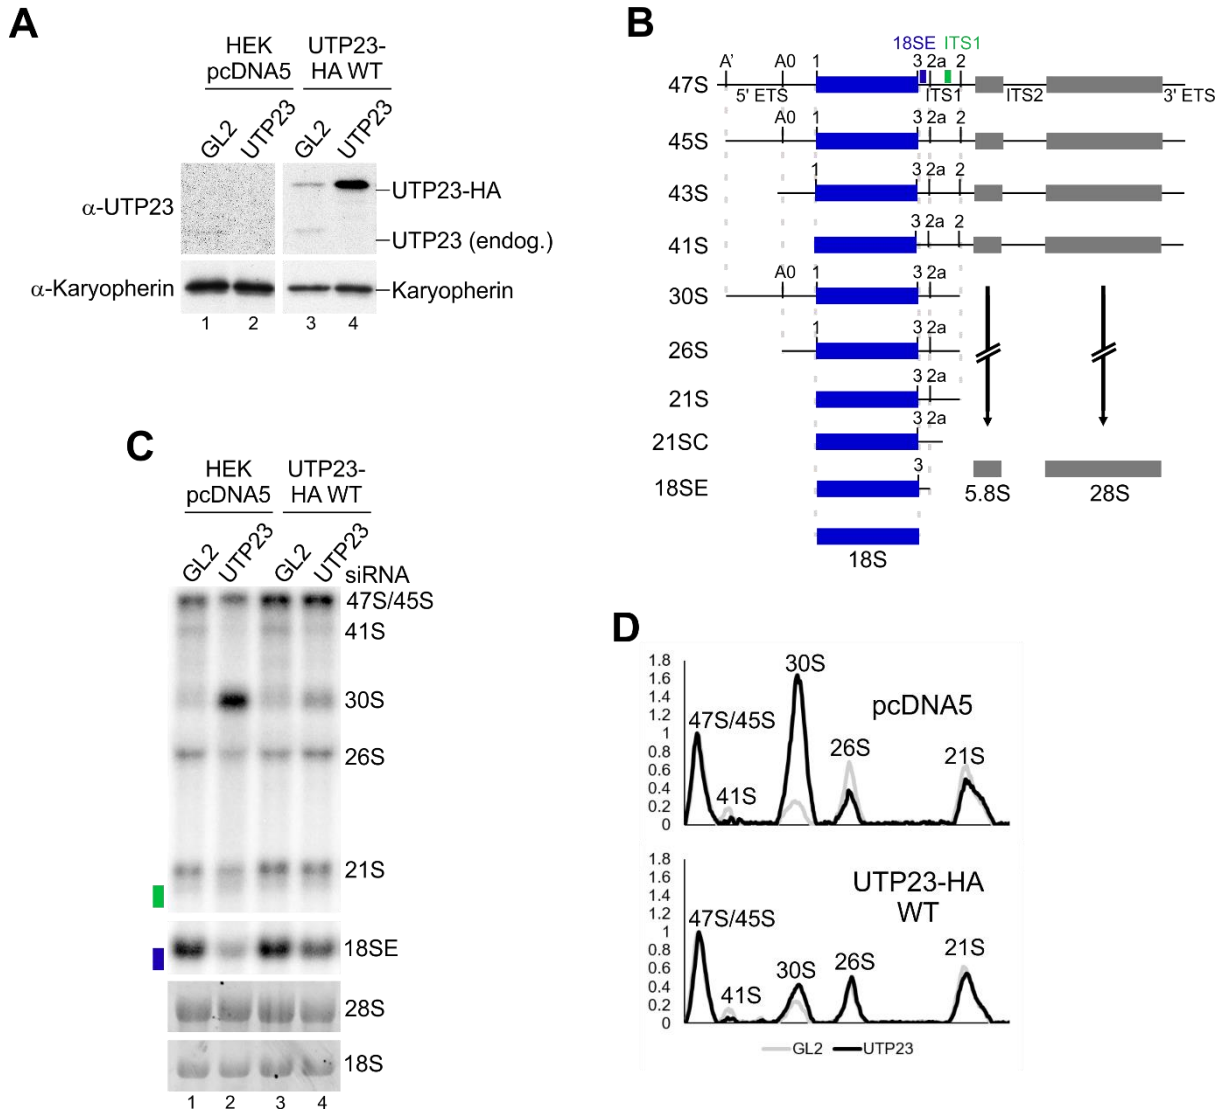 A
HEK
pcDNA5
UTP23-
HA WT
GL2
UTP23
GL2
UTP23
α-UTP23
UTP23-HA
UTP23 (endog.)
α-Karyopherin
Karyopherin
1 2 3 4
B
18SE ITS1
A' A0 1 3 2a 2
47S
5' ETS ITS1 ITS2 3' ETS
A0 1 3 2a 2
45S
1 3 2a 2
43S
3 2a 2
41S
A0 1 3 2a
30S
1 3 2a
26S
3 2a
21S
3 2a
21SC
3
18SE
5.8S 28S
18S
C
HEK
pcDNA5
UTP23-
HA WT
GL2
UTP23
GL2
UTP23
siRNA
47S/45S
41S
30S
26S
21S
18SE
28S
18S
1 2 3 4
D
1.8
1.6
1.4
1.2
1
0.8
0.6
0.4
0.2
0
47S/45S
41S
30S
26S
21S
pcDNA5
1.8
1.6
1.4
1.2
1
0.8
0.6
0.4
0.2
0
47S/45S
41S
30S
26S
21S
UTP23-HA
WT
GL2 UTP23